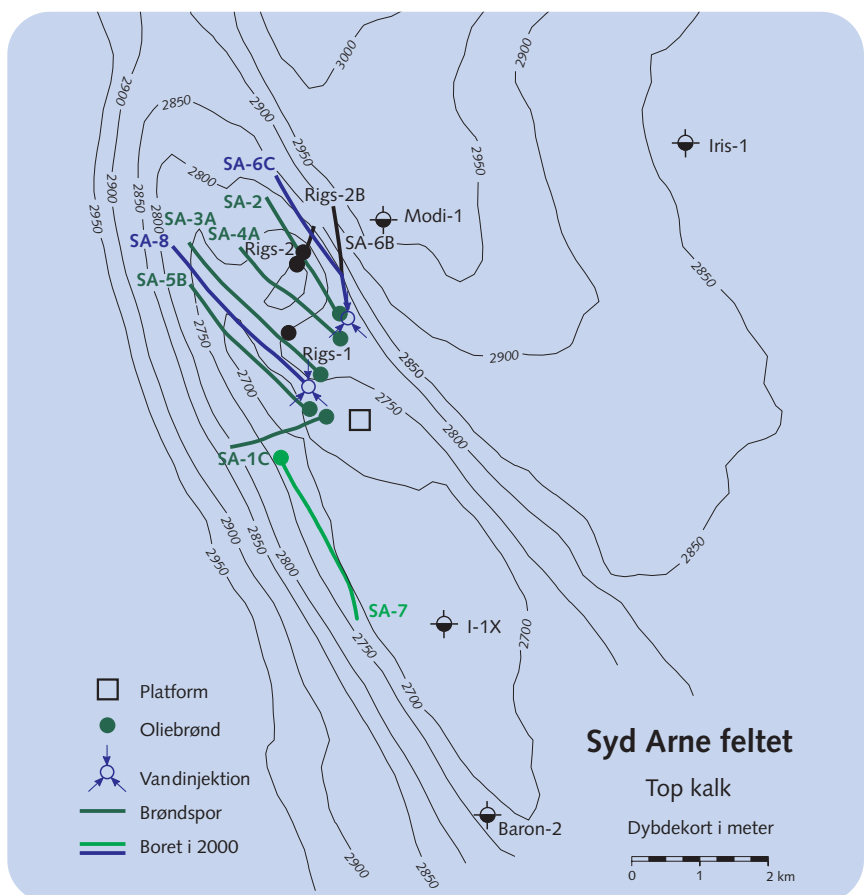 3000
2900
2900
2850
2900
2950
2950
Iris-1
SA-6C
2800
2900
2850
2800
2950
SA-2
Rigs-2B
Modi-1
SA-3A
SA-4A
SA-8
Rigs-2
SA-6B
SA-5B
2850
2750
2900
Rigs-1
2850
2700
2750
2800
SA-1C
2900
2850
2800
2950
2850
SA-7
I-1X
2700
2750
2700
Platform
Oliebrønd
Vandinjektion
Brøndspor
Boret i 2000
Syd Arne feltet
Top kalk
Dybdekort i meter
0 2 km
Baron-2
2900
2850